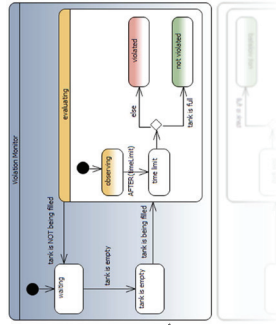 Violation Monitor
tank is NOT being filled
waiting
tank is empty
tank is empty
tank is being filled
evaluating
observing
AFTER(timeLimit)
time limit
else
tank is full
violated
not violated